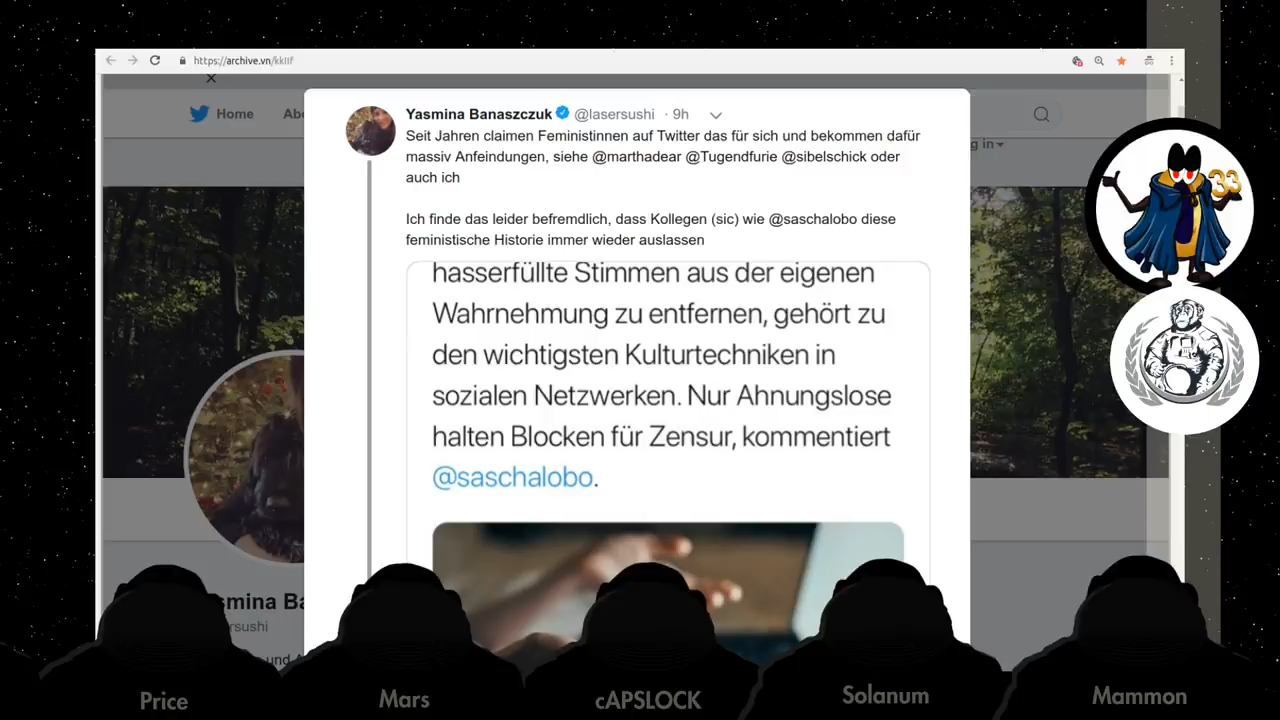 https://archive.vn/kkIIf
Home
Abo
g in
Yasmina Banaszczuk @lasersushi · 9h
Seit Jahren claimen Feministinnen auf Twitter das für sich und bekommen dafür
massiv Anfeindungen, siehe @marthadear @Tugendfurie @sibelschick oder
auch ich
Ich finde das leider befremdlich, dass Kollegen (sic) wie @saschalobo diese
feministische Historie immer wieder auslassen
hasserfüllte Stimmen aus der eigenen
Wahrnehmung zu entfernen, gehört zu
den wichtigsten Kulturtechniken in
sozialen Netzwerken. Nur Ahnungslose
halten Blocken für Zensur, kommentiert
@saschalobo.
33
smina Ba
rsushi
und A
Price
Mars
cAPSLOCK
Solanum
Mammon